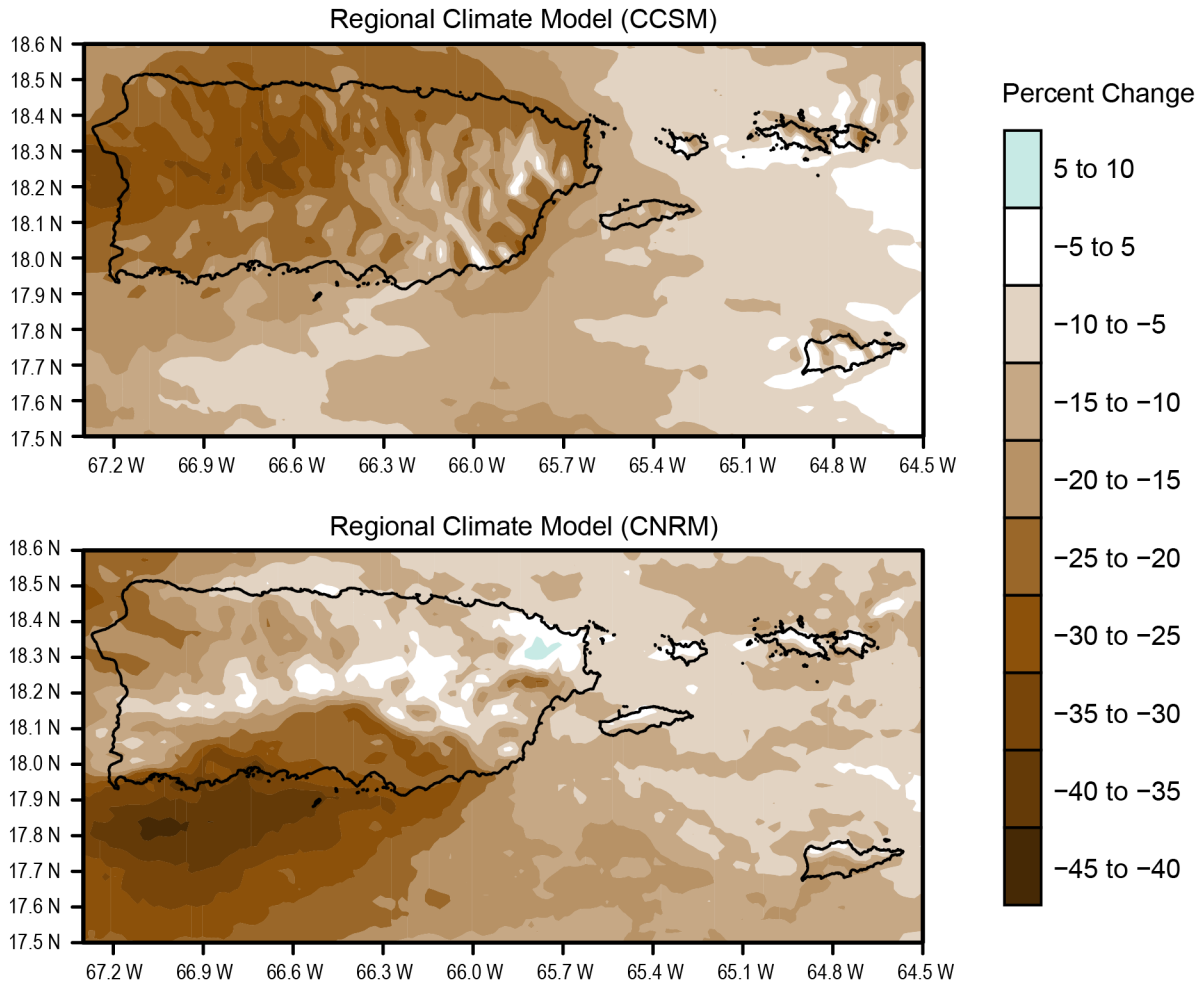 Regional Climate Model (CCSM)
18.6 N
18.5 N
18.4 N
18.3 N
18.2 N
18.1 N
18.0 N
17.9 N
17.8 N
17.7 N
17.6 N
17.5 N
67.2 W 66.9 W 66.6 W 66.3 W 66.0 W 65.7 W 65.4 W 65.1 W 64.8 W 64.5 W
Regional Climate Model (CNRM)
18.6 N
18.5 N
18.4 N
18.3 N
18.2 N
18.1 N
18.0 N
17.9 N
17.8 N
17.7 N
17.6 N
17.5 N
67.2 W 66.9 W 66.6 W 66.3 W 66.0 W 65.7 W 65.4 W 65.1 W 64.8 W 64.5 W
Percent Change
5 to 10
−5 to 5
−10 to −5
−15 to −10
−20 to −15
−25 to −20
−30 to −25
−35 to −30
−40 to −35
−45 to −40